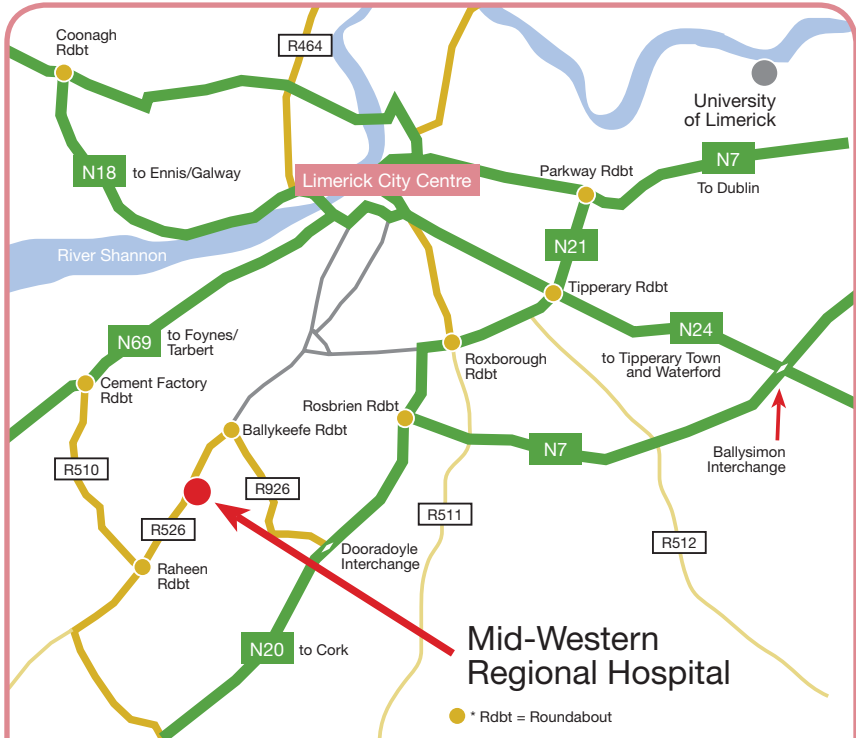 Coonagh
Rdbt
R464
University
of Limerick
N18
to Ennis/Galway
Limerick City Centre
Parkway Rdbt
N7
To Dublin
N21
River Shannon
Tipperary Rdbt
N69
to Foynes/
Tarbert
N24
to Tipperary Town
and Waterford
Cement Factory
Rdbt
Roxborough
Rdbt
Rosbrien Rdbt
Ballykeefe Rdbt
N7
Ballysimon
Interchange
R510
R926
R526
R511
R512
Dooradoyle
Interchange
Raheen
Rdbt
N20
to Cork
Mid-Western
Regional Hospital
* Rdbt = Roundabout